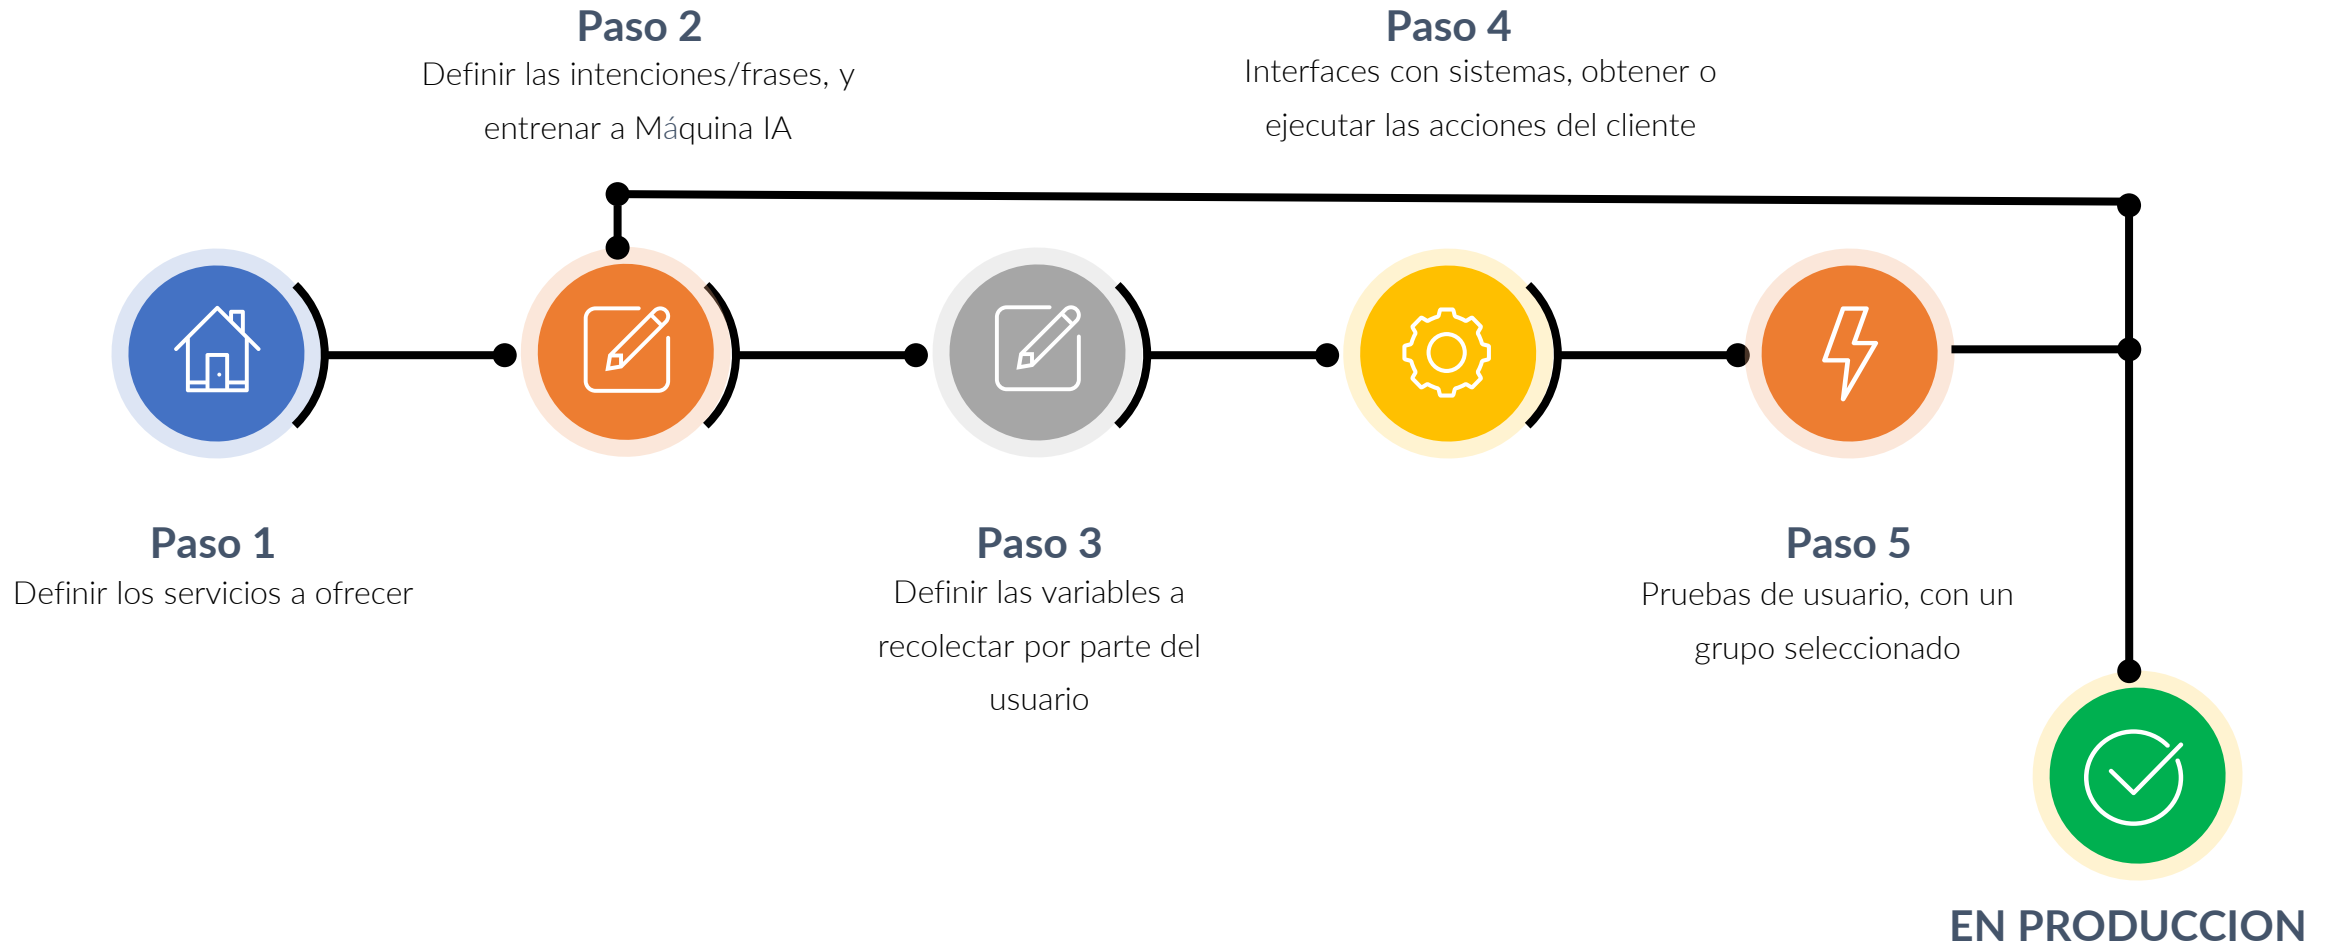 Paso 2
Definir las intenciones/frases, y
entrenar a Máquina IA
Paso 4
Interfaces con sistemas, obtener o
ejecutar las acciones del cliente
Paso 1
Definir los servicios a ofrecer
Paso 3
Definir las variables a
recolectar por parte del
usuario
Paso 5
Pruebas de usuario, con un
grupo seleccionado
EN PRODUCCION